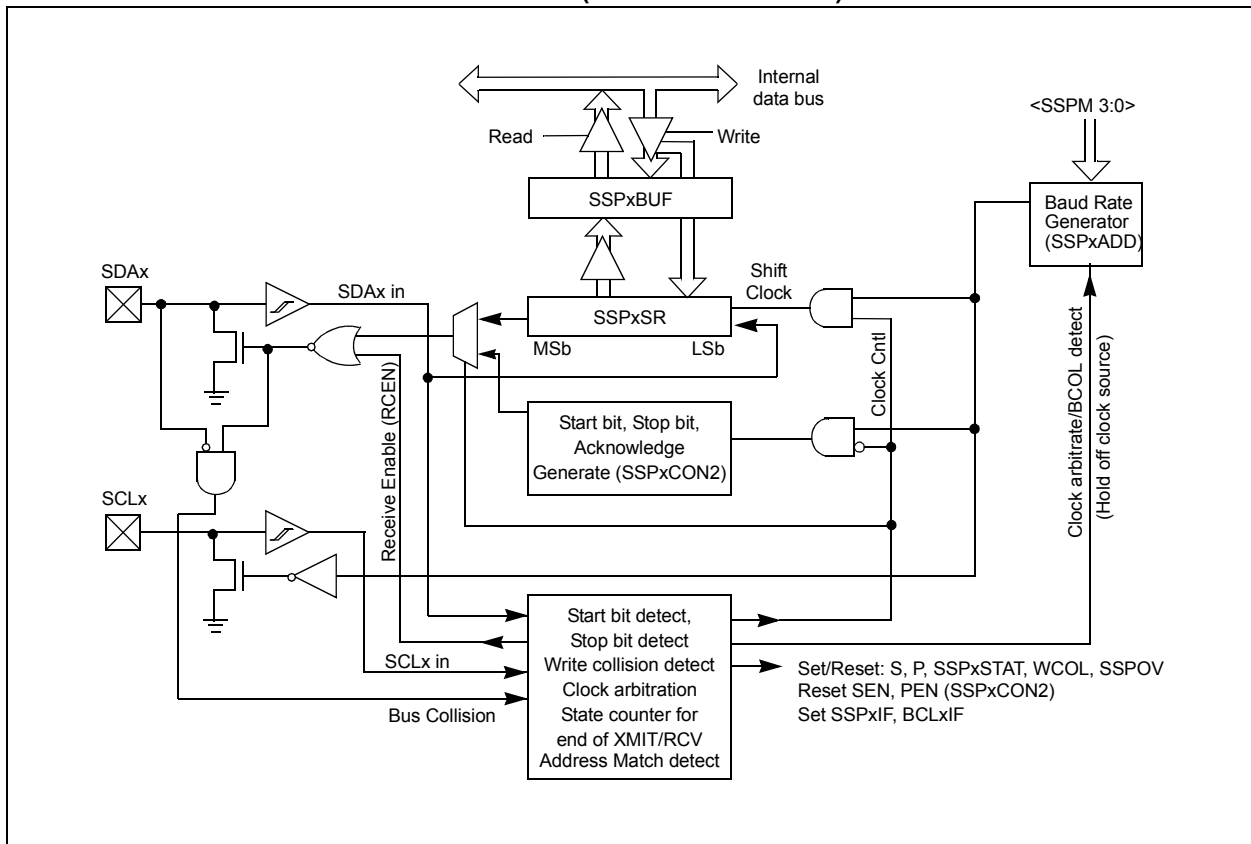 Internal
data bus
<SSPM 3:0>
Read
Write
SSPxBUF
Baud Rate
Generator
(SSPxADD)
SDAx
SDAx in
Shift
Clock
SSPxSR
MSb
LSb
Start bit, Stop bit,
Acknowledge
Generate (SSPxCON2)
Clock Cntl
Clock arbitrate/BCOL detect
(Hold off clock source)
Receive Enable (RCEN)
SCLx
SCLx in
Bus Collision
Start bit detect,
Stop bit detect
Write collision detect
Clock arbitration
State counter for
end of XMIT/RCV
Address Match detect
Set/Reset: S, P, SSPxSTAT, WCOL, SSPOV
Reset SEN, PEN (SSPxCON2)
Set SSPxIF, BCLxIF